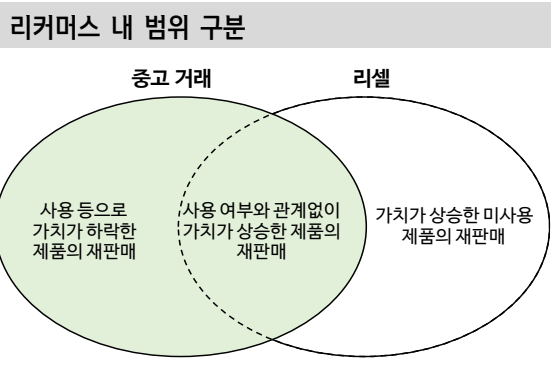 리커머스 내 범위 구분
중고 거래
리셀
사용 등으로
가치가 하락한
제품의 재판매
사용 여부와 관계없이
가치가 상승한 제품의
재판매
가치가 상승한 미사용
제품의 재판매